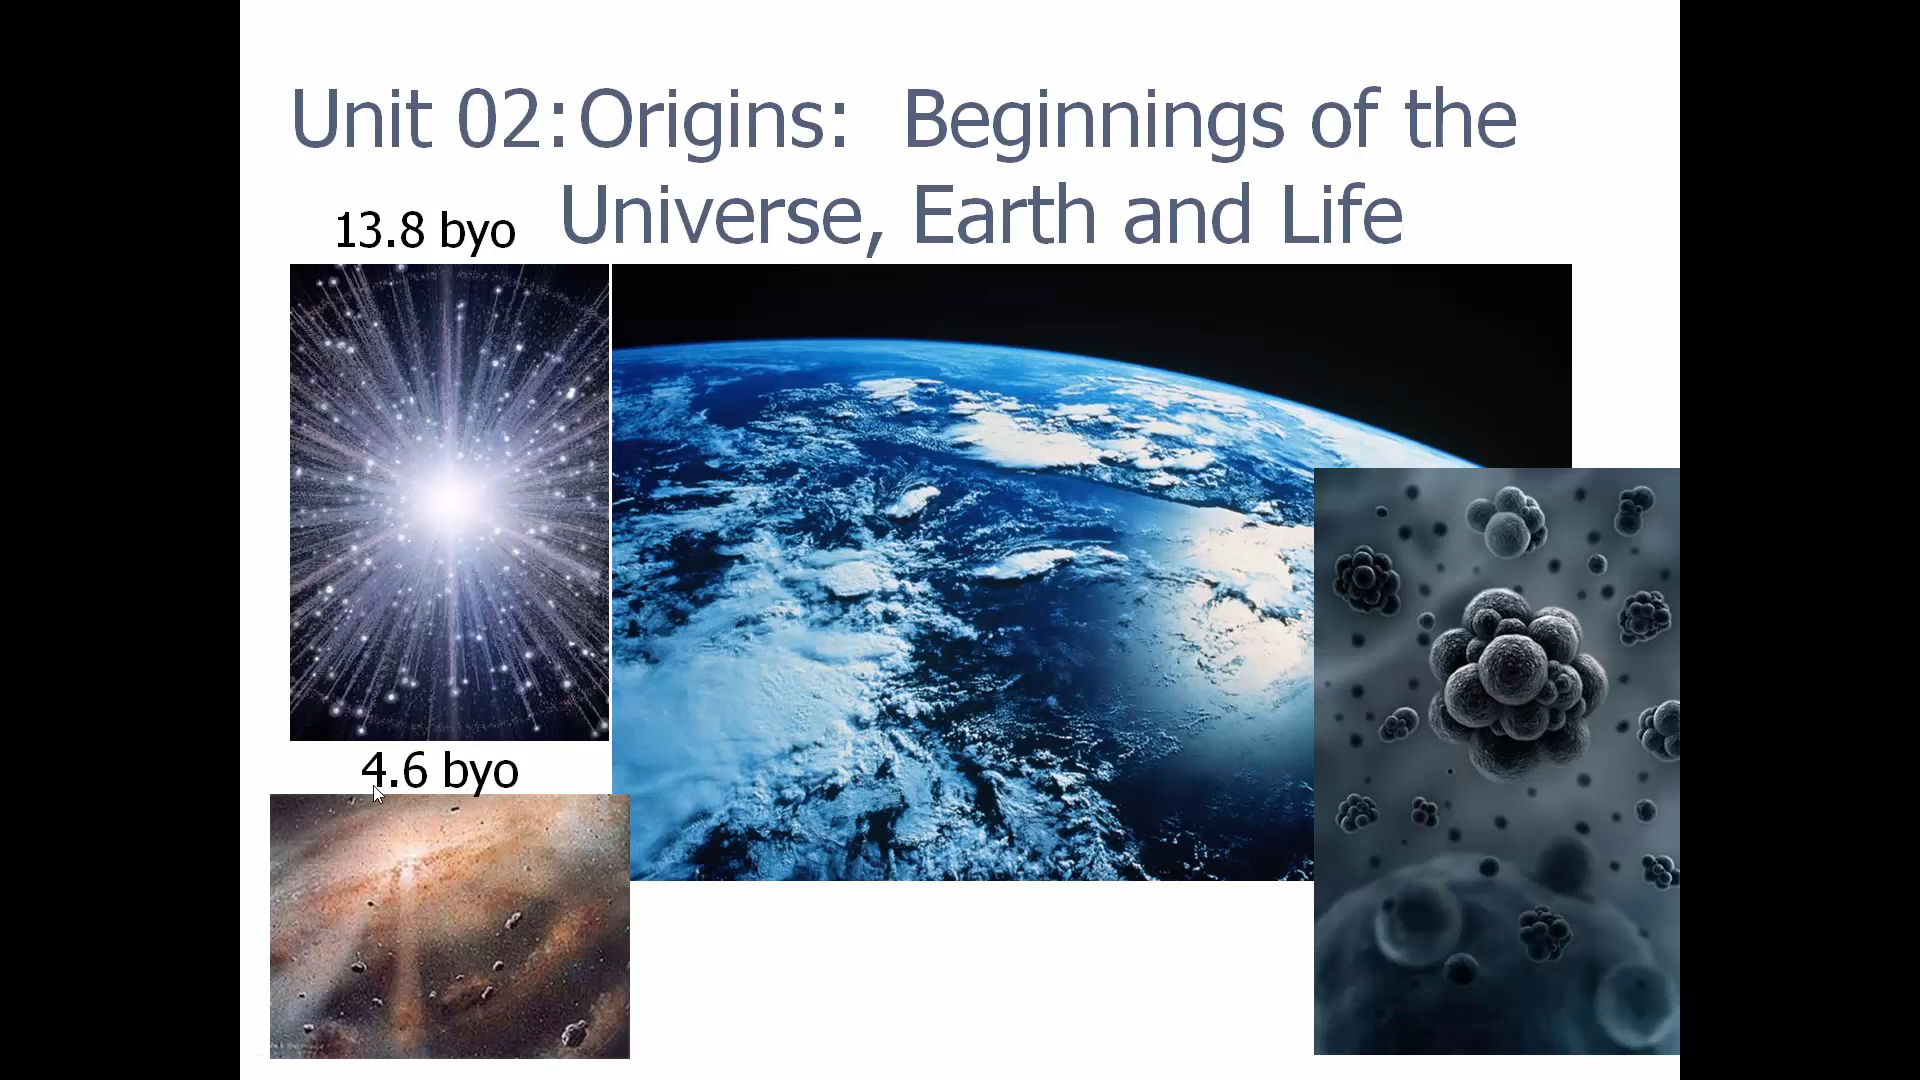 Unit 02:Origins: Beginnings of the
Universe, Earth and Life
13.8 byo
4.6 byo